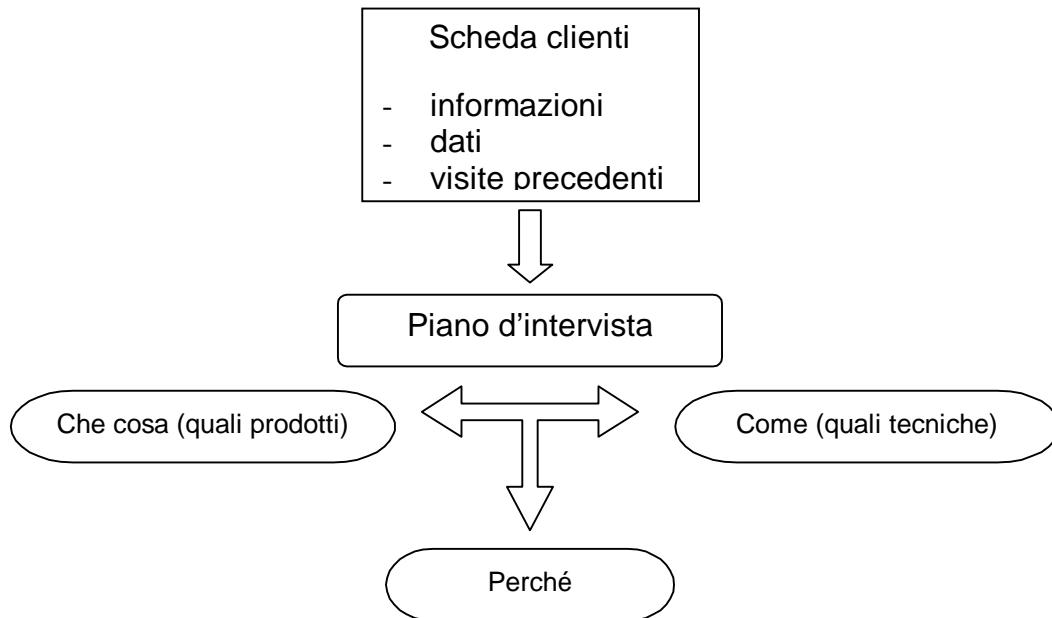 Scheda clienti
- informazioni
- dati
- visite precedenti
Piano d’intervista
Che cosa (quali prodotti)
Come (quali tecniche)
Perché